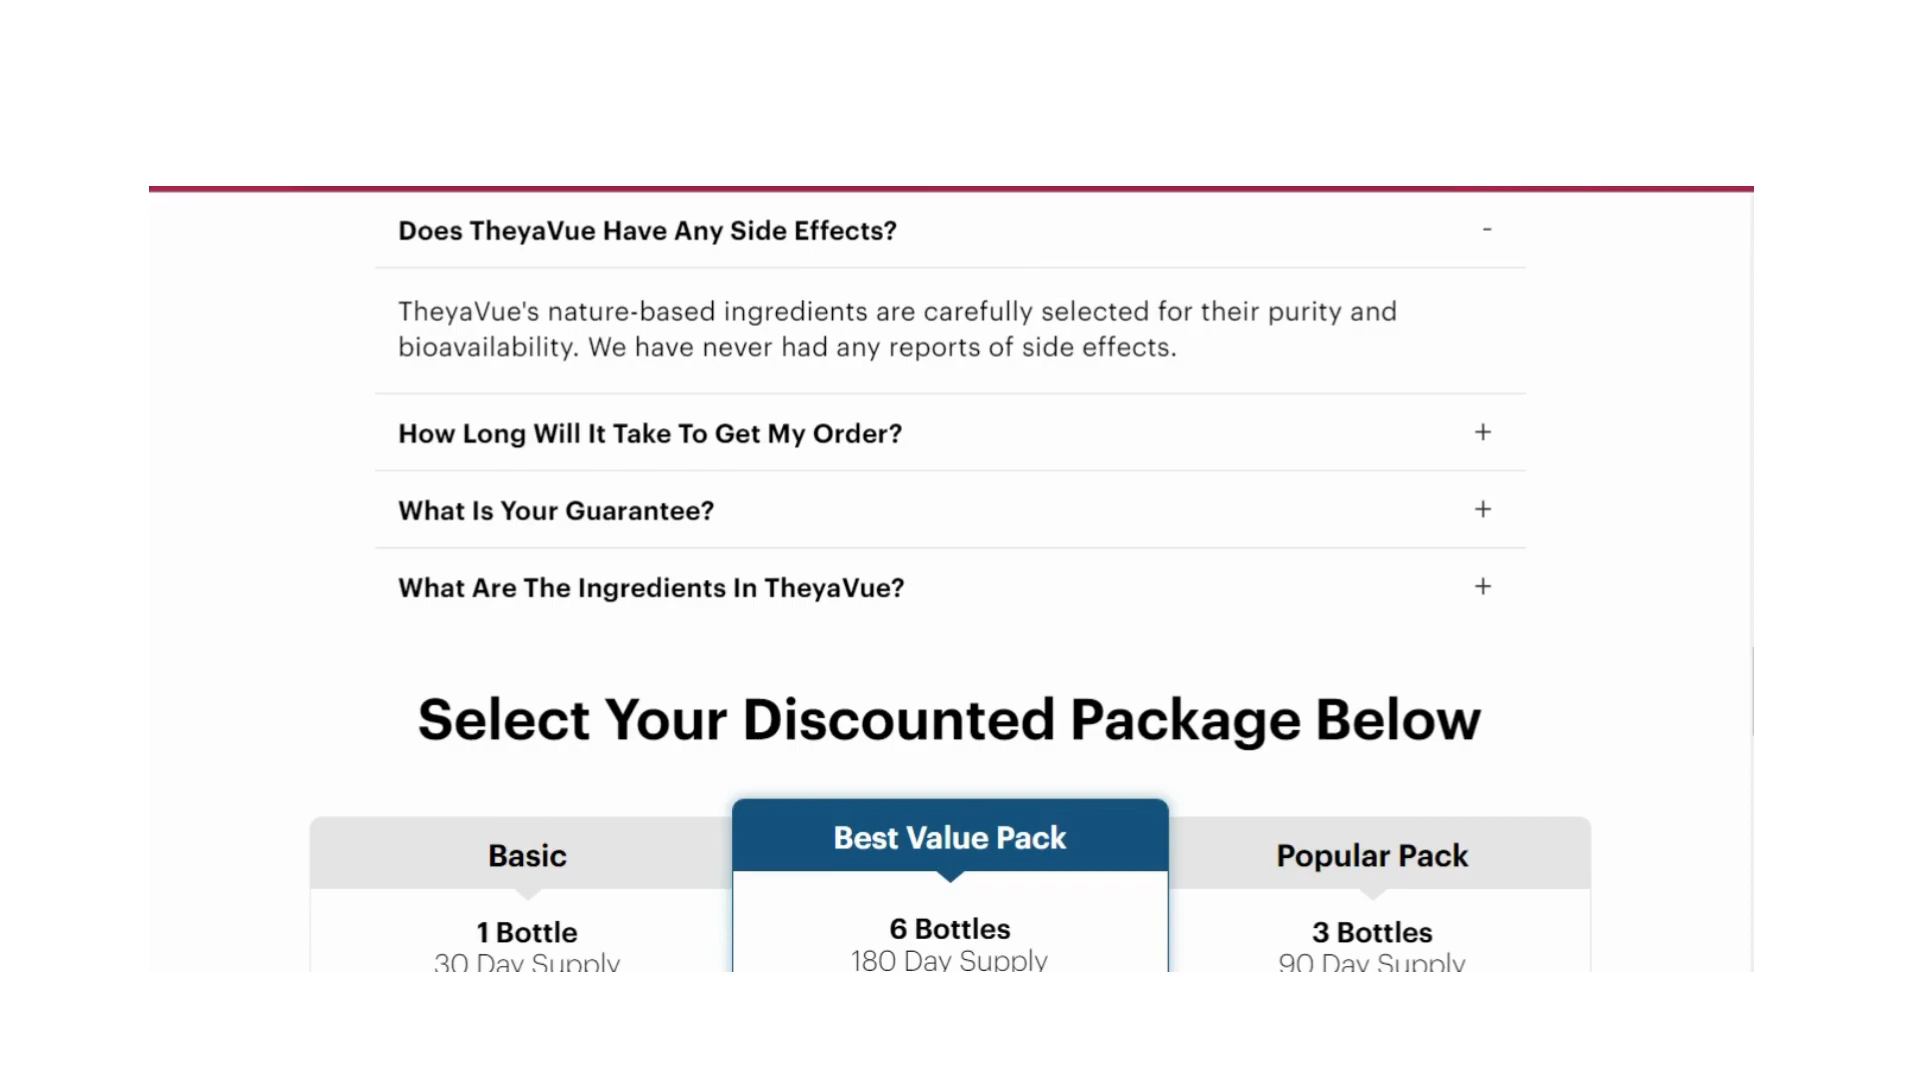 Does TheyaVue Have Any Side Effects?
-
TheyaVue's nature-based ingredients are carefully selected for their purity and
bioavailability. We have never had any reports of side effects.
How Long Will It Take To Get My Order?
+
What Is Your Guarantee?
+
What Are The Ingredients In TheyaVue?
+
Select Your Discounted Package Below
Basic
1 Bottle
30 Day Supply
Best Value Pack
6 Bottles
180 Day Supply
Popular Pack
3 Bottles
90 Day Supply